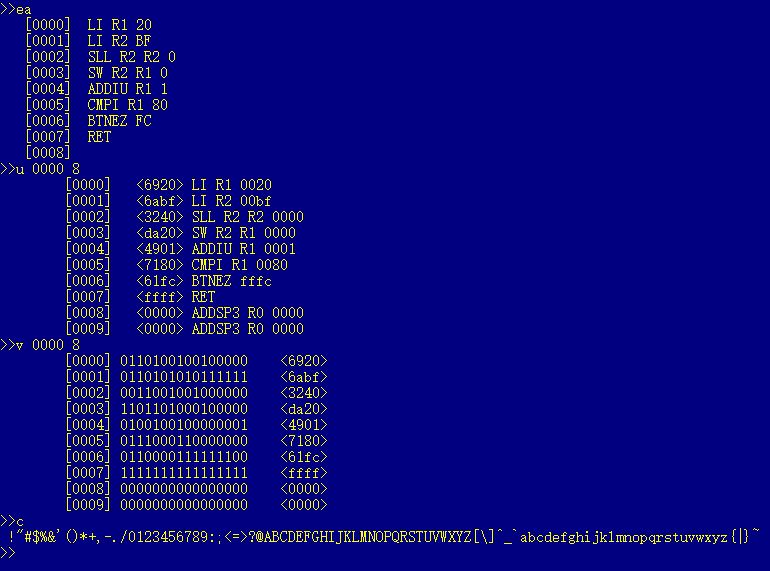 >>ea
[0000] LI R1 20
[0001] LI R2 BF
[0002] SLL R2 R2 0
[0003] SW R2 R1 0
[0004] ADDIU R1 1
[0005] CMPI R1 80
[0006] BTNEZ FC
[0007] RET
[0008]
>>u 0000 8
[0000] <6920> LI R1 0020
[0001] <6abf> LI R2 00bf
[0002] <3240> SLL R2 R2 0000
[0003] <da20> SW R2 R1 0000
[0004] <4901> ADDIU R1 0001
[0005] <7180> CMPI R1 0080
[0006] <61fc> BTNEZ fffc
[0007] <ffff> RET
[0008] <0000> ADDSP3 R0 0000
[0009] <0000> ADDSP3 R0 0000
>>v 0000 8
[0000] 0110100100100000 <6920>
[0001] 0110101010111111 <6abf>
[0002] 0011001001000000 <3240>
[0003] 1101101000100000 <da20>
[0004] 0100100100000001 <4901>
[0005] 0111000110000000 <7180>
[0006] 0110000111111100 <61fc>
[0007] 1111111111111111 <ffff>
[0008] 0000000000000000 <0000>
[0009] 0000000000000000 <0000>
>>c
!"#$%&'()*+,-./0123456789:;<=>?@ABCDEFGHIJKLMNOPQRSTUVWXYZ[\]^_`abcdefghijklmnopqrstuvwxyz{|}~
>>